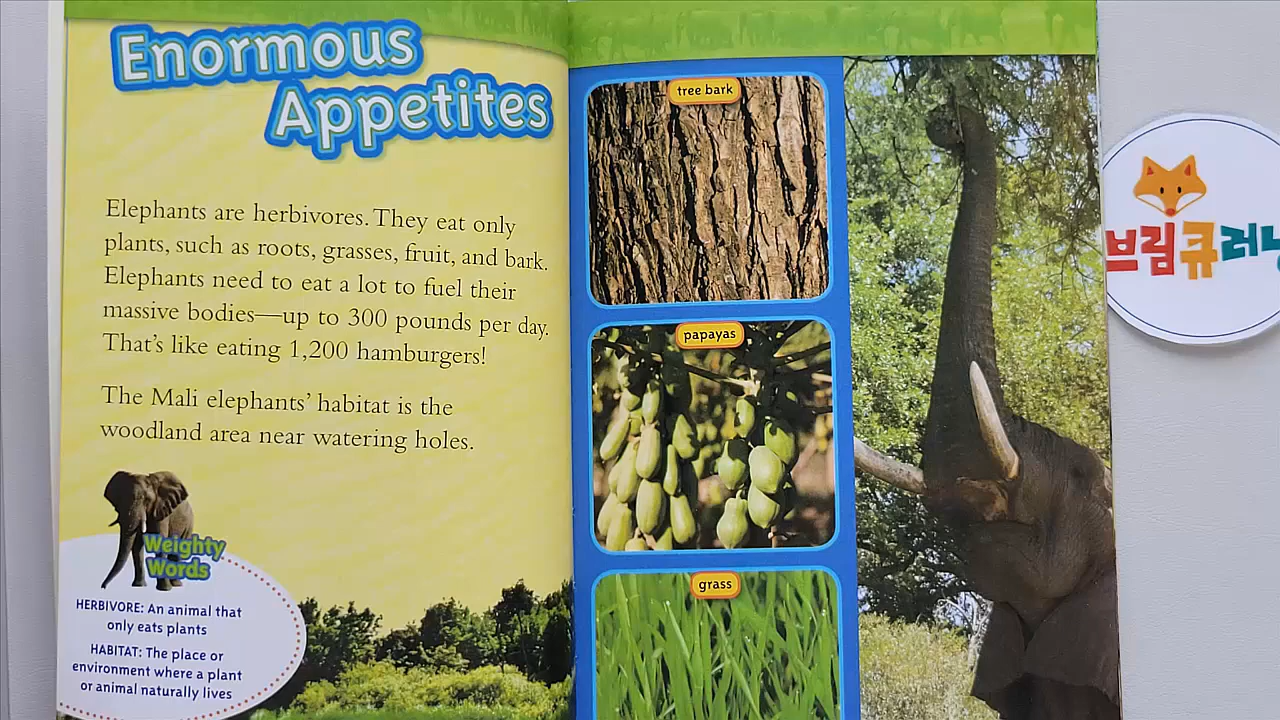 Enormous
Appetites
Elephants are herbivores. They eat only
plants, such as roots, grasses, fruit, and bark.
Elephants need to eat a lot to fuel their
massive bodies—up to 300 pounds per day.
That's like eating 1,200 hamburgers!
The Mali elephants' habitat is the
woodland area near watering holes.
Weighty
Words
HERBIVORE: An animal that
only eats plants
HABITAT: The place or
environment where a plant
or animal naturally lives
tree bark
papayas
grass
브림큐러닝